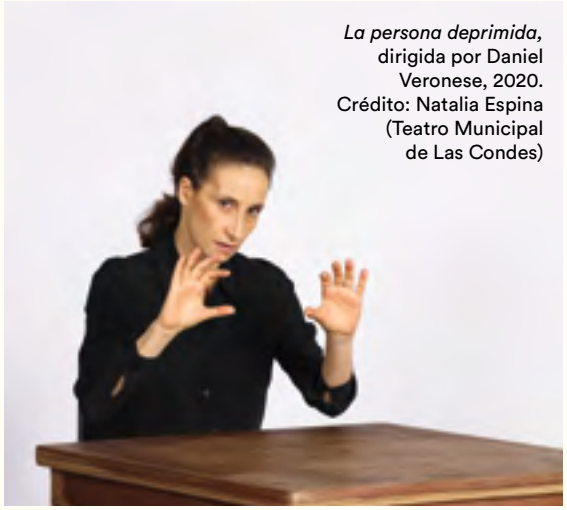 La persona deprimida,
dirigida por Daniel
Veronese, 2020.
Crédito: Natalia Espina
(Teatro Municipal
de Las Condes)